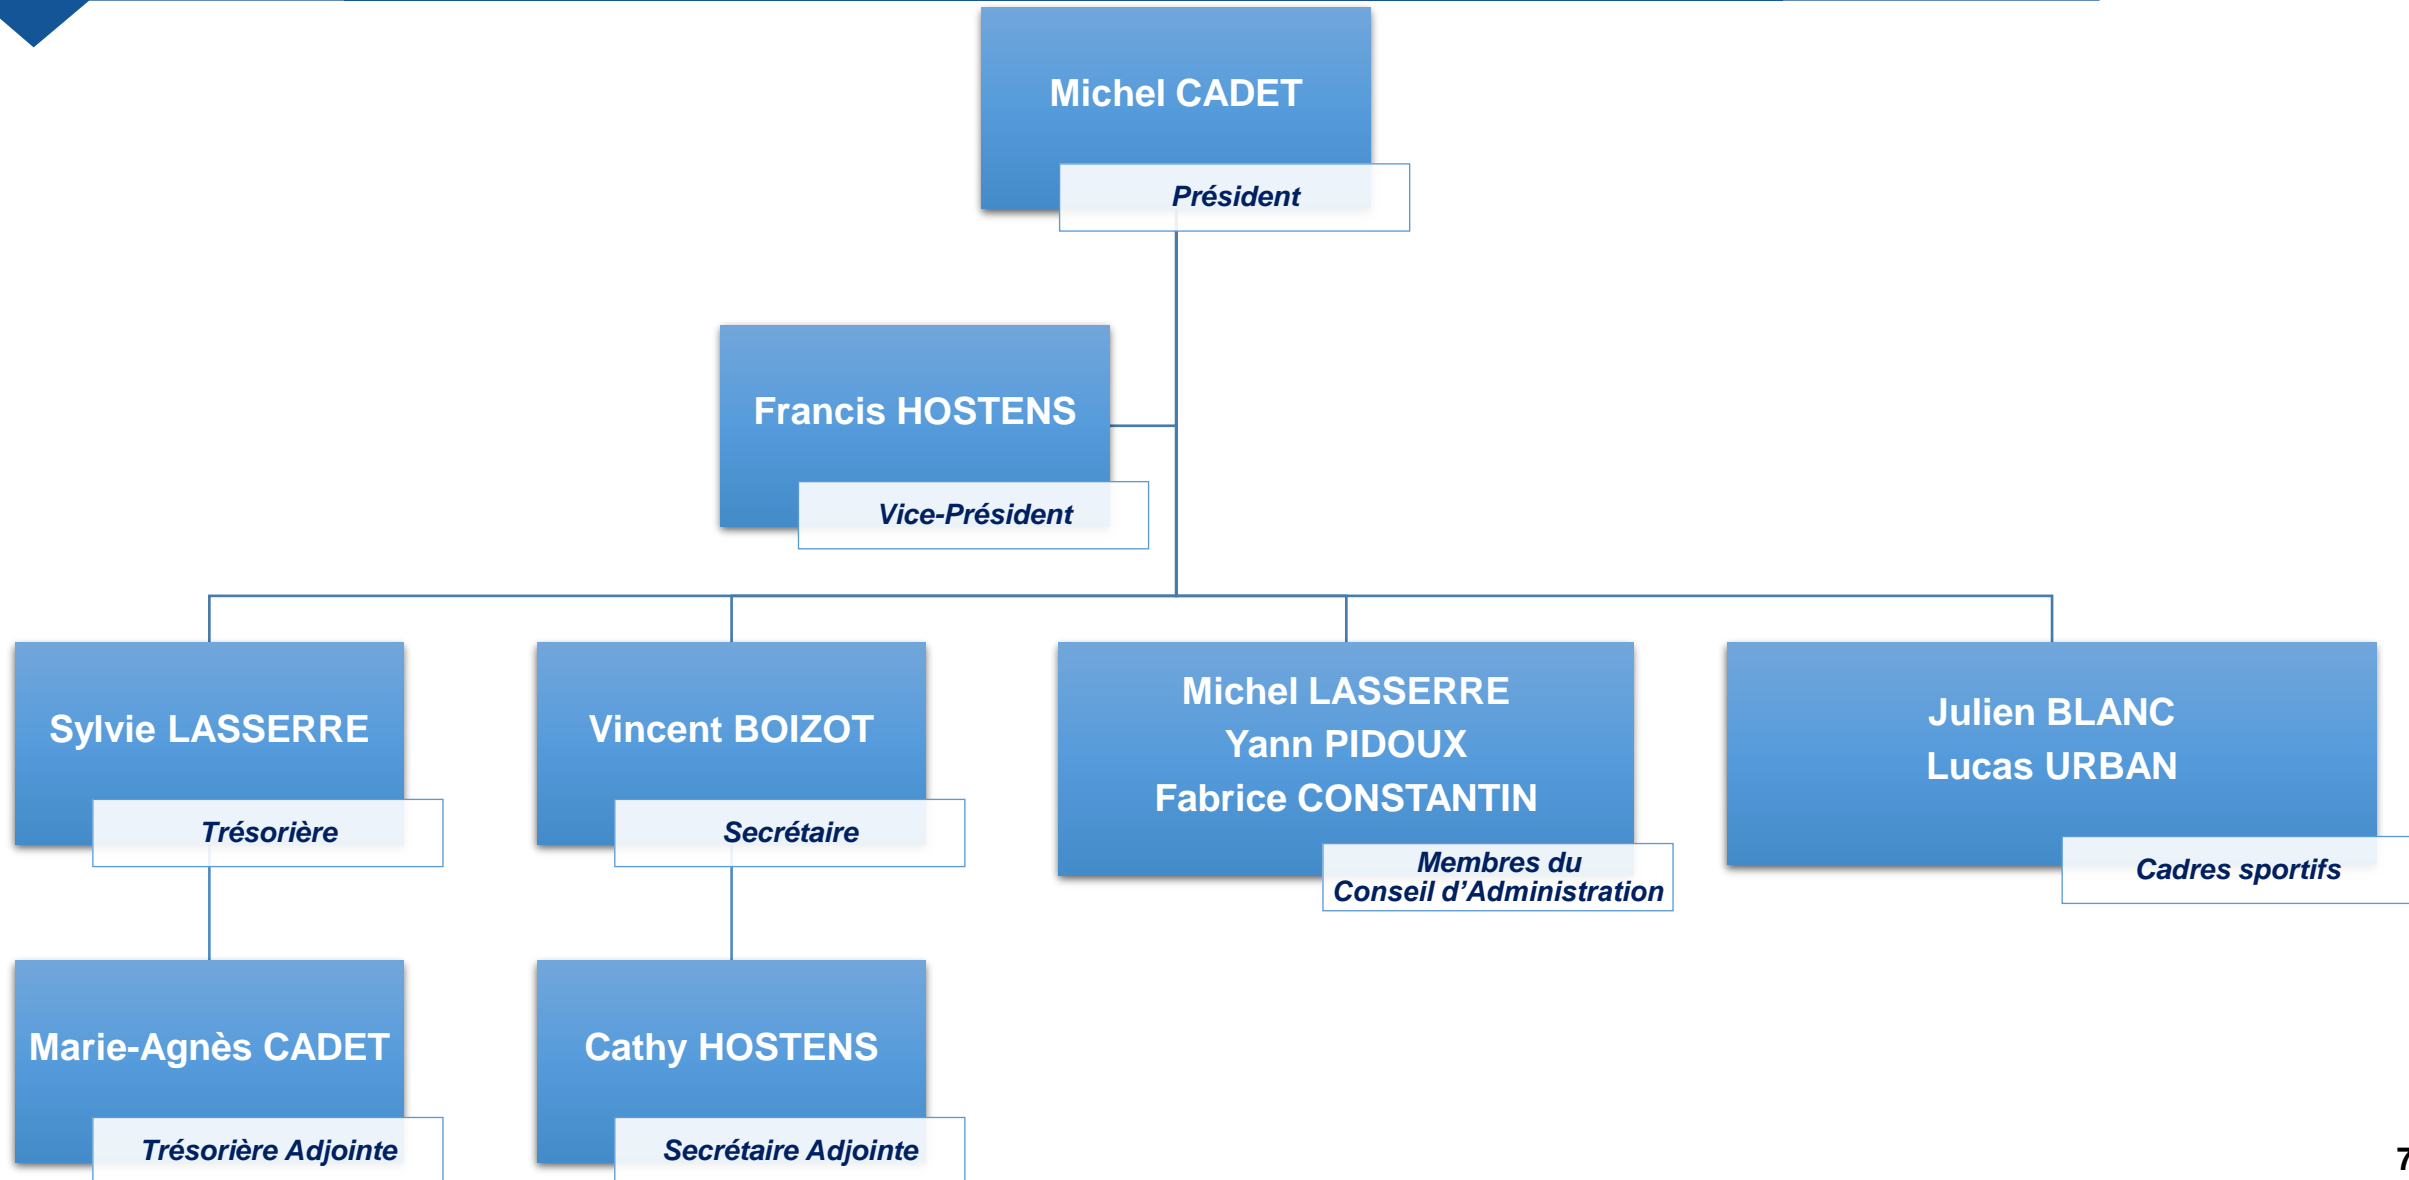 Michel CADET
Président
Francis HOSTENS
Vice-Président
Sylvie LASSERRE
Trésorière
Vincent BOIZOT
Secrétaire
Michel LASSERRE
Yann PIDOUX
Fabrice CONSTANTIN
Membres du
Conseil d’Administration
Julien BLANC
Lucas URBAN
Cadres sportifs
Marie-Agnès CADET
Trésorière Adjointe
Cathy HOSTENS
Secrétaire Adjointe
7